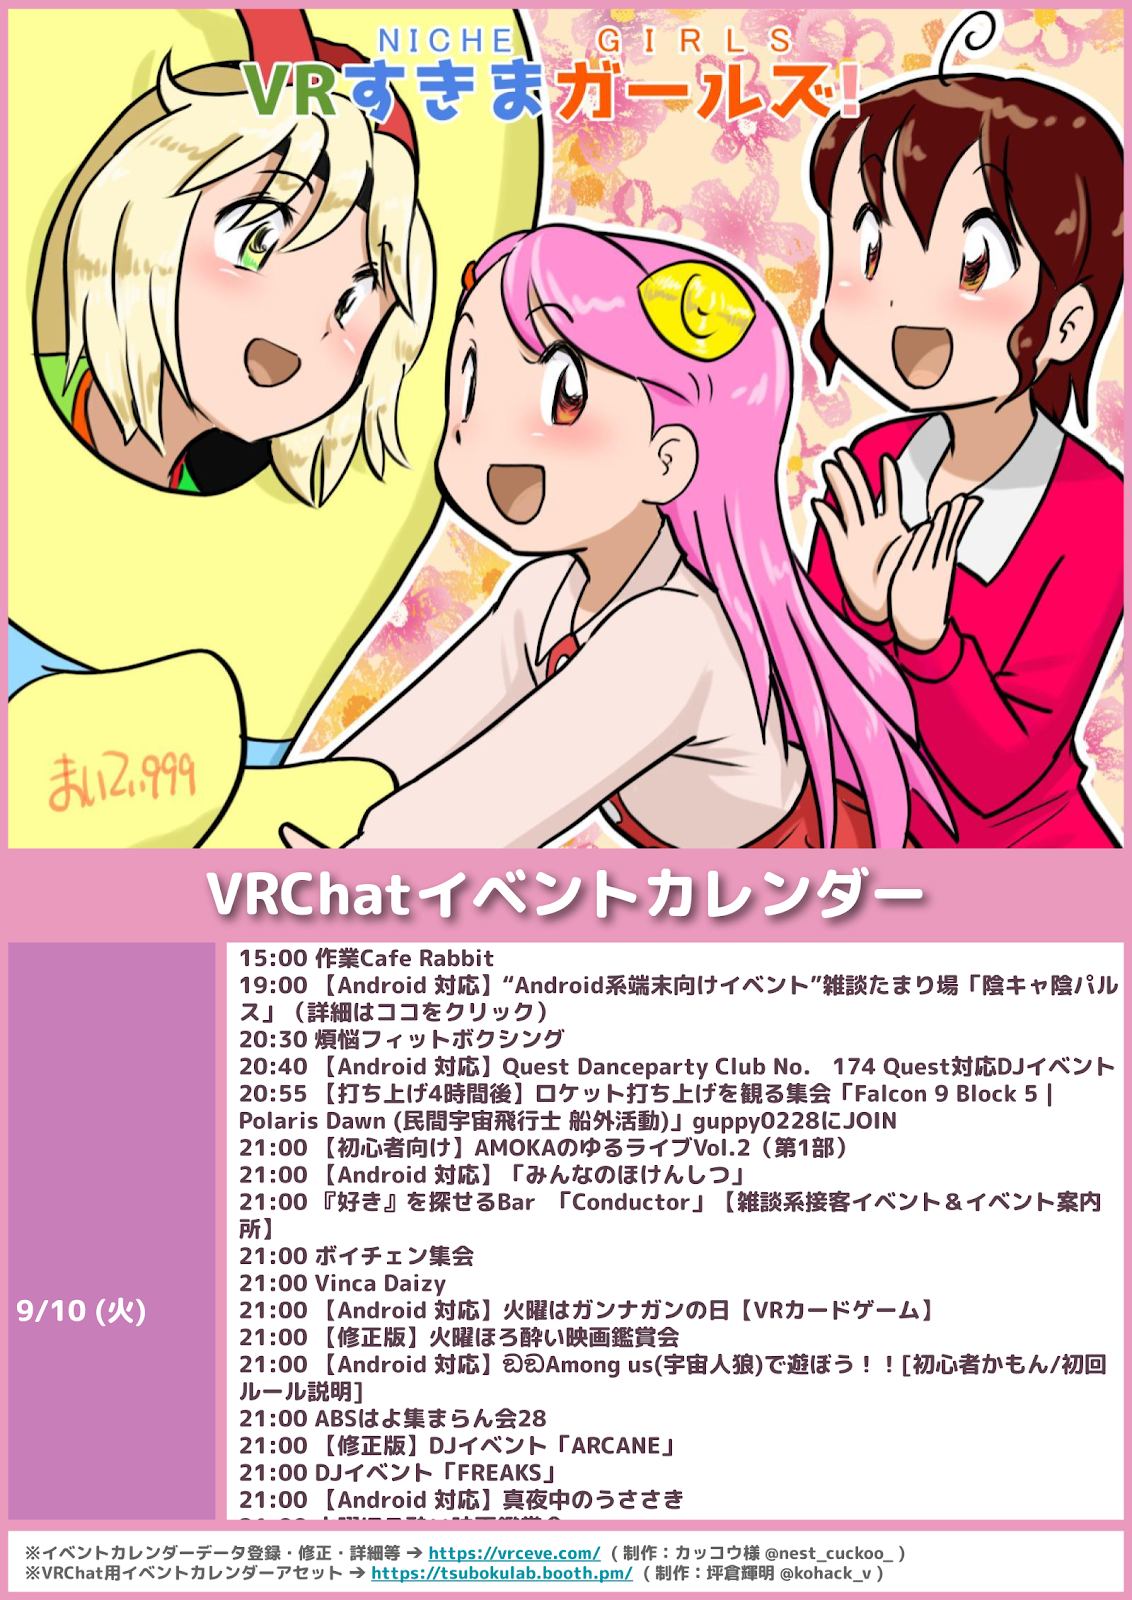 NICHE GIRLS
VRすきまガールズ!
まいてぃ999
VRChatイベントカレンダー
9/10 (火)
15:00 作業Cafe Rabbit
19:00 【Android 対応】“Android系端末向けイベント”雑談たまり場「陰キャ陰パル
ス」（詳細はココをクリック）
20:30 煩悩フィットボクシング
20:40 【Android 対応】Quest Danceparty Club No. 174 Quest対応DJイベント
20:55 【打ち上げ4時間後】ロケット打ち上げを観る集会「Falcon 9 Block 5 |
Polaris Dawn (民間宇宙飛行士 船外活動)」guppy0228にJOIN
21:00 【初心者向け】AMOKAのゆるライブVol.2（第1部）
21:00 【Android 対応】「みんなのほけんしつ」
21:00 『好き』を探せるBar 「Conductor」【雑談系接客イベント＆イベント案内
所】
21:00 ボイチェン集会
21:00 Vinca Daizy
21:00 【Android 対応】火曜はガンナガンの日【VRカードゲーム】
21:00 【修正版】火曜ほろ酔い映画鑑賞会
21:00 【Android 対応】ඞඞAmong us(宇宙人狼)で遊ぼう！！[初心者かもん/初回
ルール説明]
21:00 ABSはよ集まらん会28
21:00 【修正版】DJイベント「ARCANE」
21:00 DJイベント「FREAKS」
21:00 【Android 対応】真夜中のうささき
※イベントカレンダーデータ登録・修正・詳細等 ➔ https://vrceve.com/ ( 制作：カッコウ様 @nest_cuckoo_ )
※VRChat用イベントカレンダーアセット ➔ https://tsubokulab.booth.pm/ ( 制作：坪倉輝明 @kohack_v )